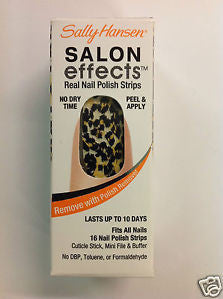 Sally Hansen
SALON
effects™
Real Nail Polish Strips
NO DRY
TIME
PEEL &
APPLY
Remove with Polish Remover
LASTS UP TO 10 DAYS
Fits All Nails
16 Nail Polish Strips
Cuticle Stick, Mini File & Buffer
No DBP, Toluene, or Formaldehyde